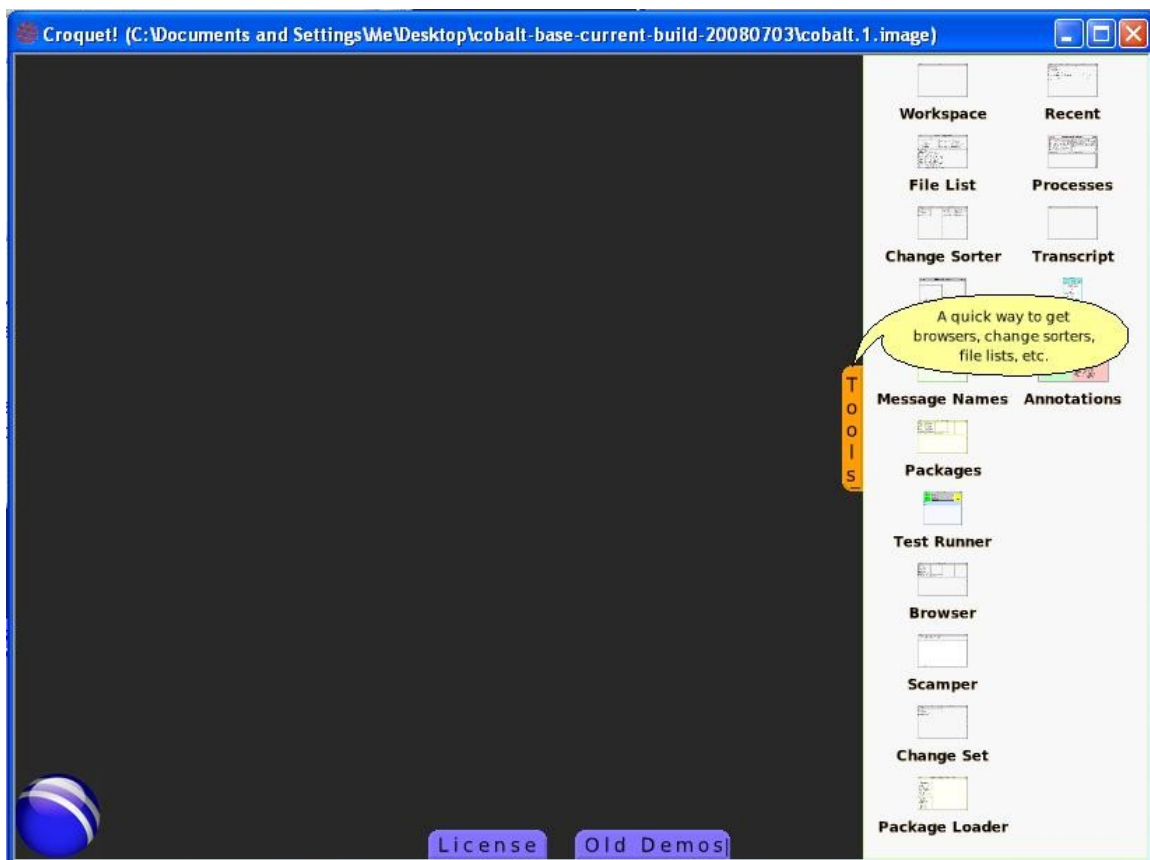 Croquet! (C:\Documents and Settings\Me\Desktop\cobalt-base-current-build-20080703\cobalt.1.image)
Workspace Recent
File List Processes
Change Sorter Transcript
A quick way to get
browsers, change sorters,
file lists, etc.
Tools
Message Names Annotations
Packages
Test Runner
Browser
Scamper
Change Set
Package Loader
License Old Demos